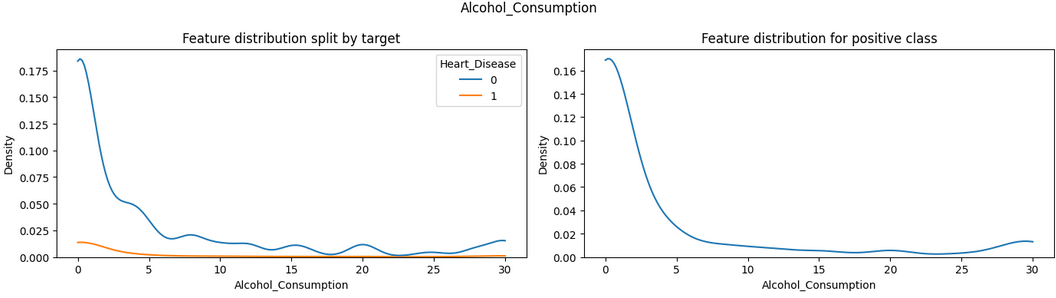 Alcohol_Consumption
Feature distribution split by target
Density
0.175
0.150
0.125
0.100
0.075
0.050
0.025
0.000
0 5 10 15 20 25 30
Alcohol_Consumption
Heart_Disease
0
1
Feature distribution for positive class
Density
0.16
0.14
0.12
0.10
0.08
0.06
0.04
0.02
0.00
0 5 10 15 20 25 30
Alcohol_Consumption